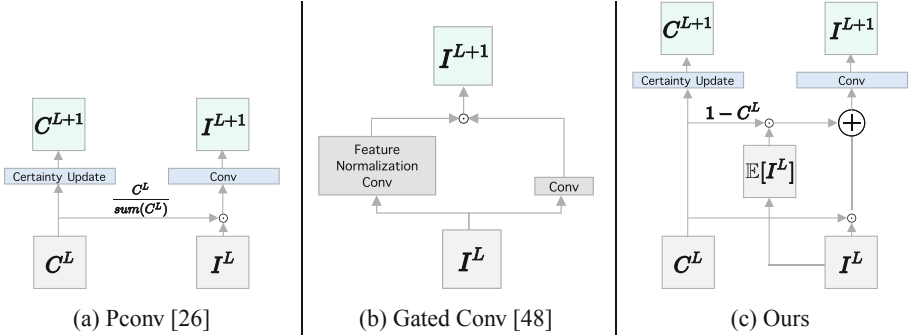 C^{L+1}
I^{L+1}
Certainty Update
Conv
C^L
sum(C^L)
C^L
I^L
(a) Pconv [26]
I^{L+1}
Feature
Normalization
Conv
Conv
I^L
(b) Gated Conv [48]
C^{L+1}
I^{L+1}
Certainty Update
Conv
1 − C^L
+
𝔼[I^L]
C^L
I^L
(c) Ours